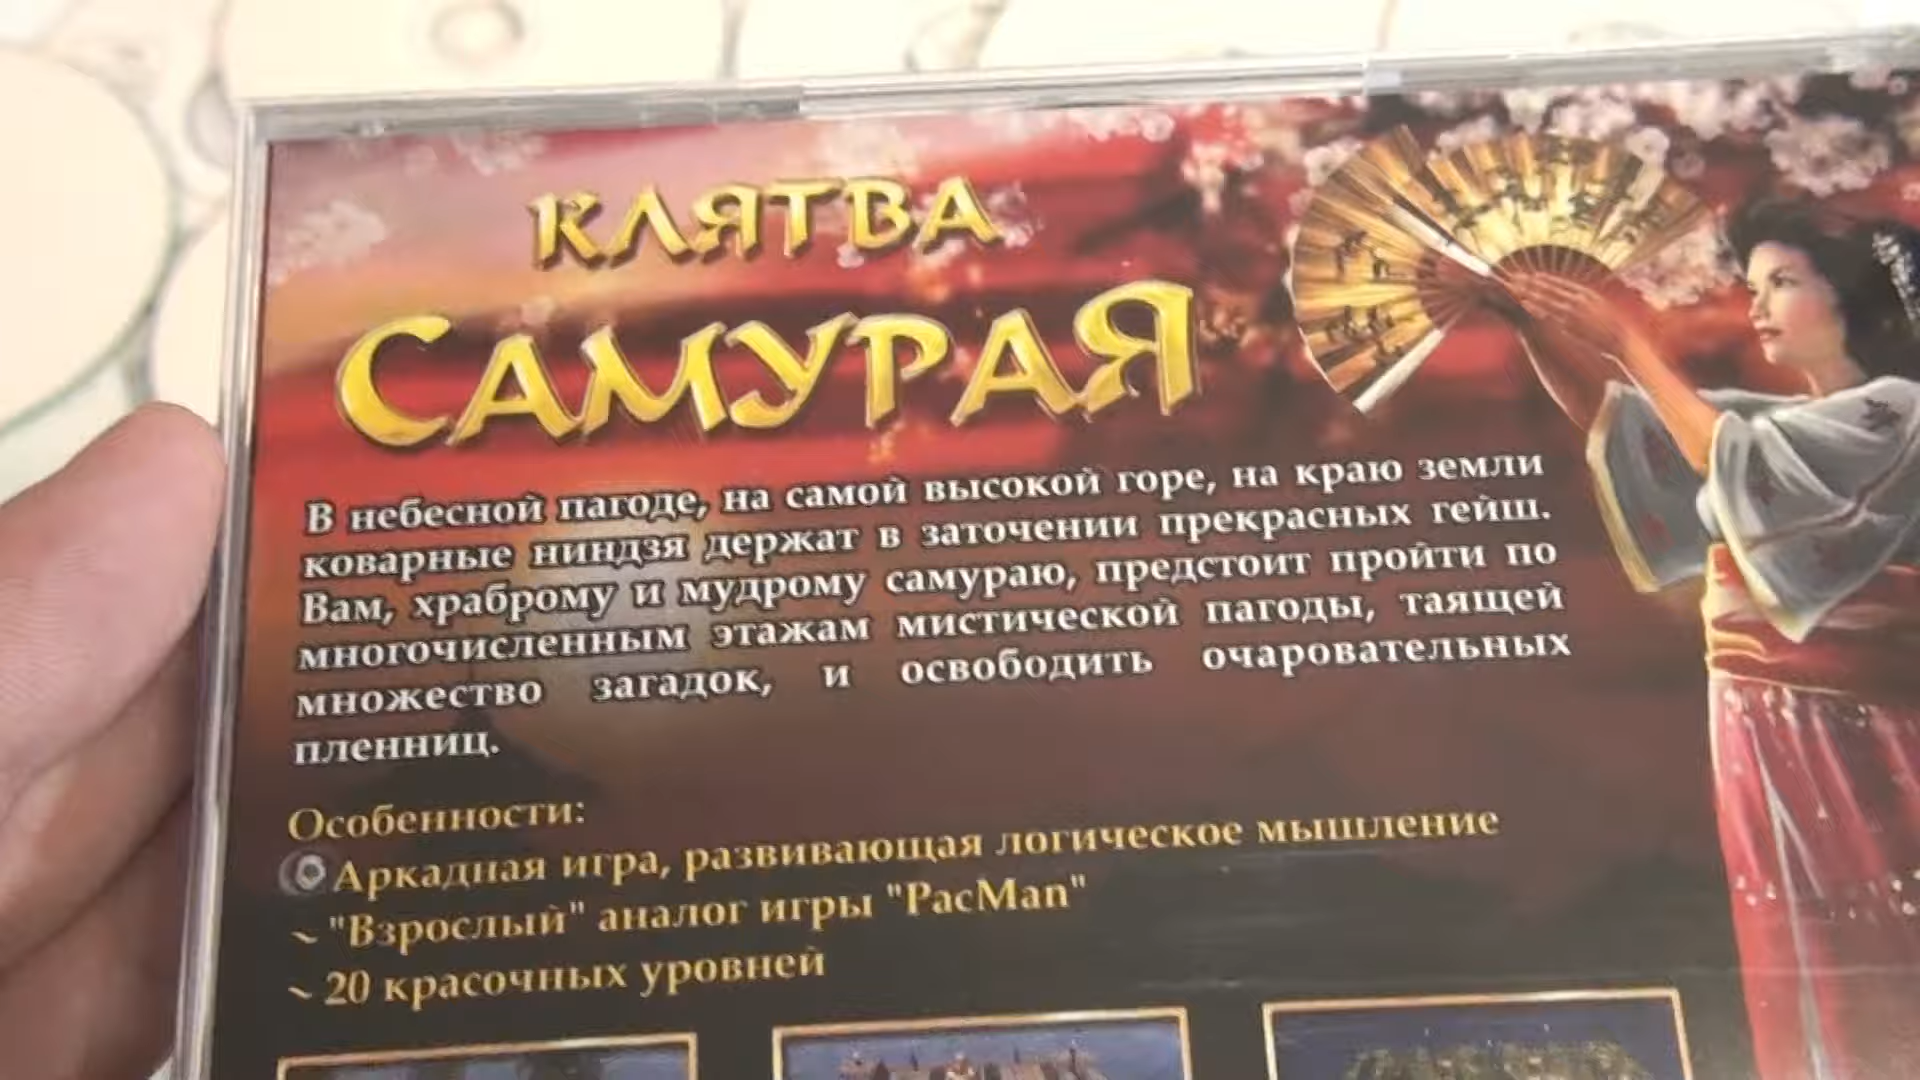 КЛЯТВА
САМУРАЯ
В небесной пагоде, на самой высокой горе, на краю земли
коварные ниндзя держат в заточении прекрасных гейш.
Вам, храброму и мудрому самураю, предстоит пройти по
многочисленным этажам мистической пагоды, таящей
множество загадок, и освободить очаровательных
пленниц.
Особенности:
Аркадная игра, развивающая логическое мышление
~ "Взрослый" аналог игры "PacMan"
~ 20 красочных уровней